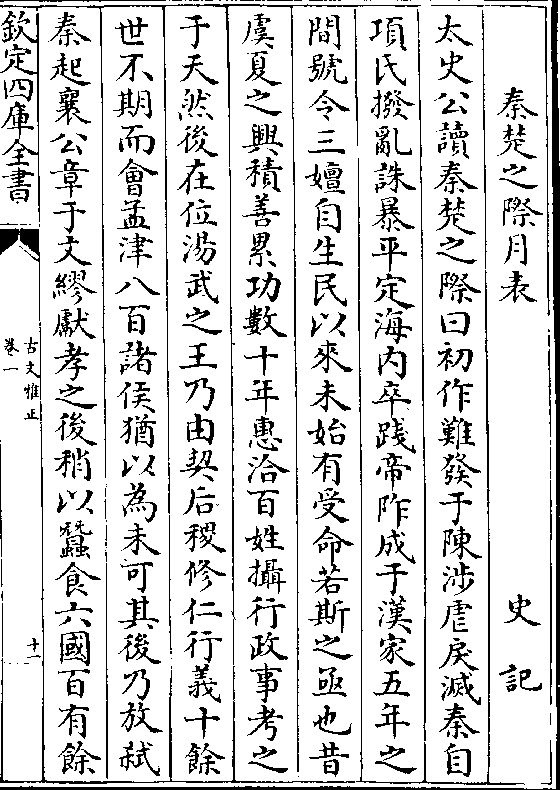 秦楚之際月表 史記
太史公讀秦楚之際曰初作難發于陳涉虐戾滅秦自
項氏撥亂誅暴平定海内卒踐帝阼成于漢家五年之
間號令三嬗自生民以來未始有受命若斯之亟也昔
虞夏之興積善累功數十年惠洽百姓攝行政事考之
于天然後在位湯武之王乃由契后稷修仁行義十餘
世不期而會孟津八百諸侯猶以為未可其後乃放弑
秦起襄公章于文繆獻孝之後稍以蠶食六國百有餘
欽定四庫全書
古文雅正
卷一
十一